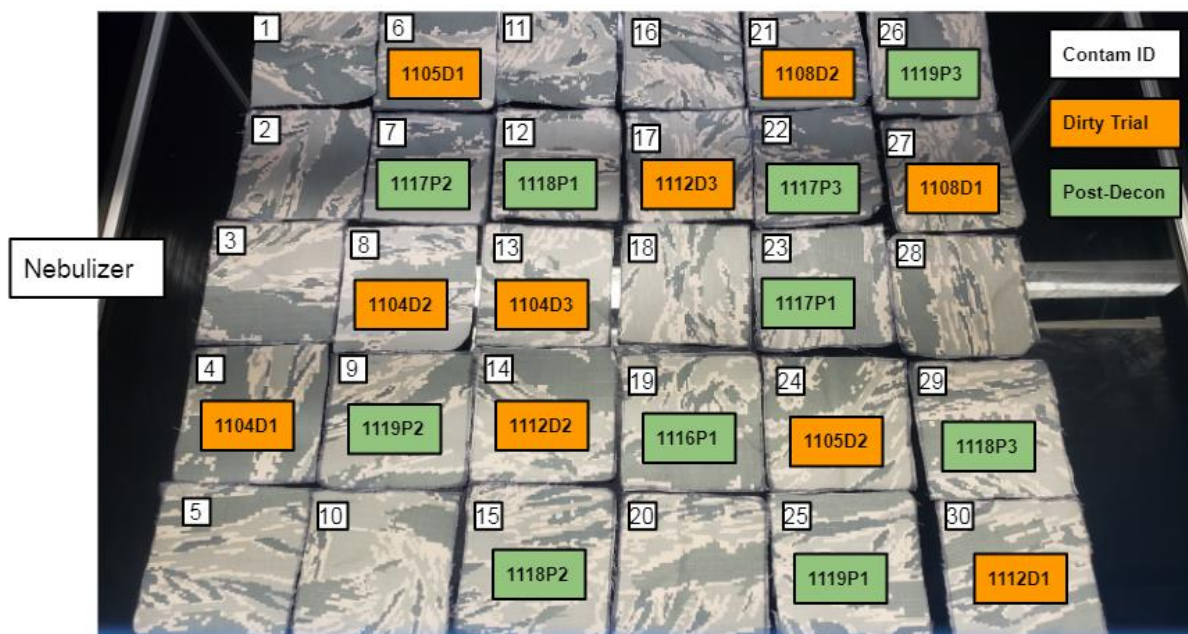 1
6
11
16
21
26
Contam ID
1105D1
1108D2
1119P3
2
7
12
17
22
27
Dirty Trial
1117P2
1118P1
1112D3
1117P3
1108D1
Post-Decon
Nebulizer
3
8
13
18
23
28
1104D2
1104D3
1117P1
4
9
14
19
24
29
1104D1
1119P2
1112D2
1116P1
1105D2
1118P3
5
10
15
20
25
30
1118P2
1119P1
1112D1